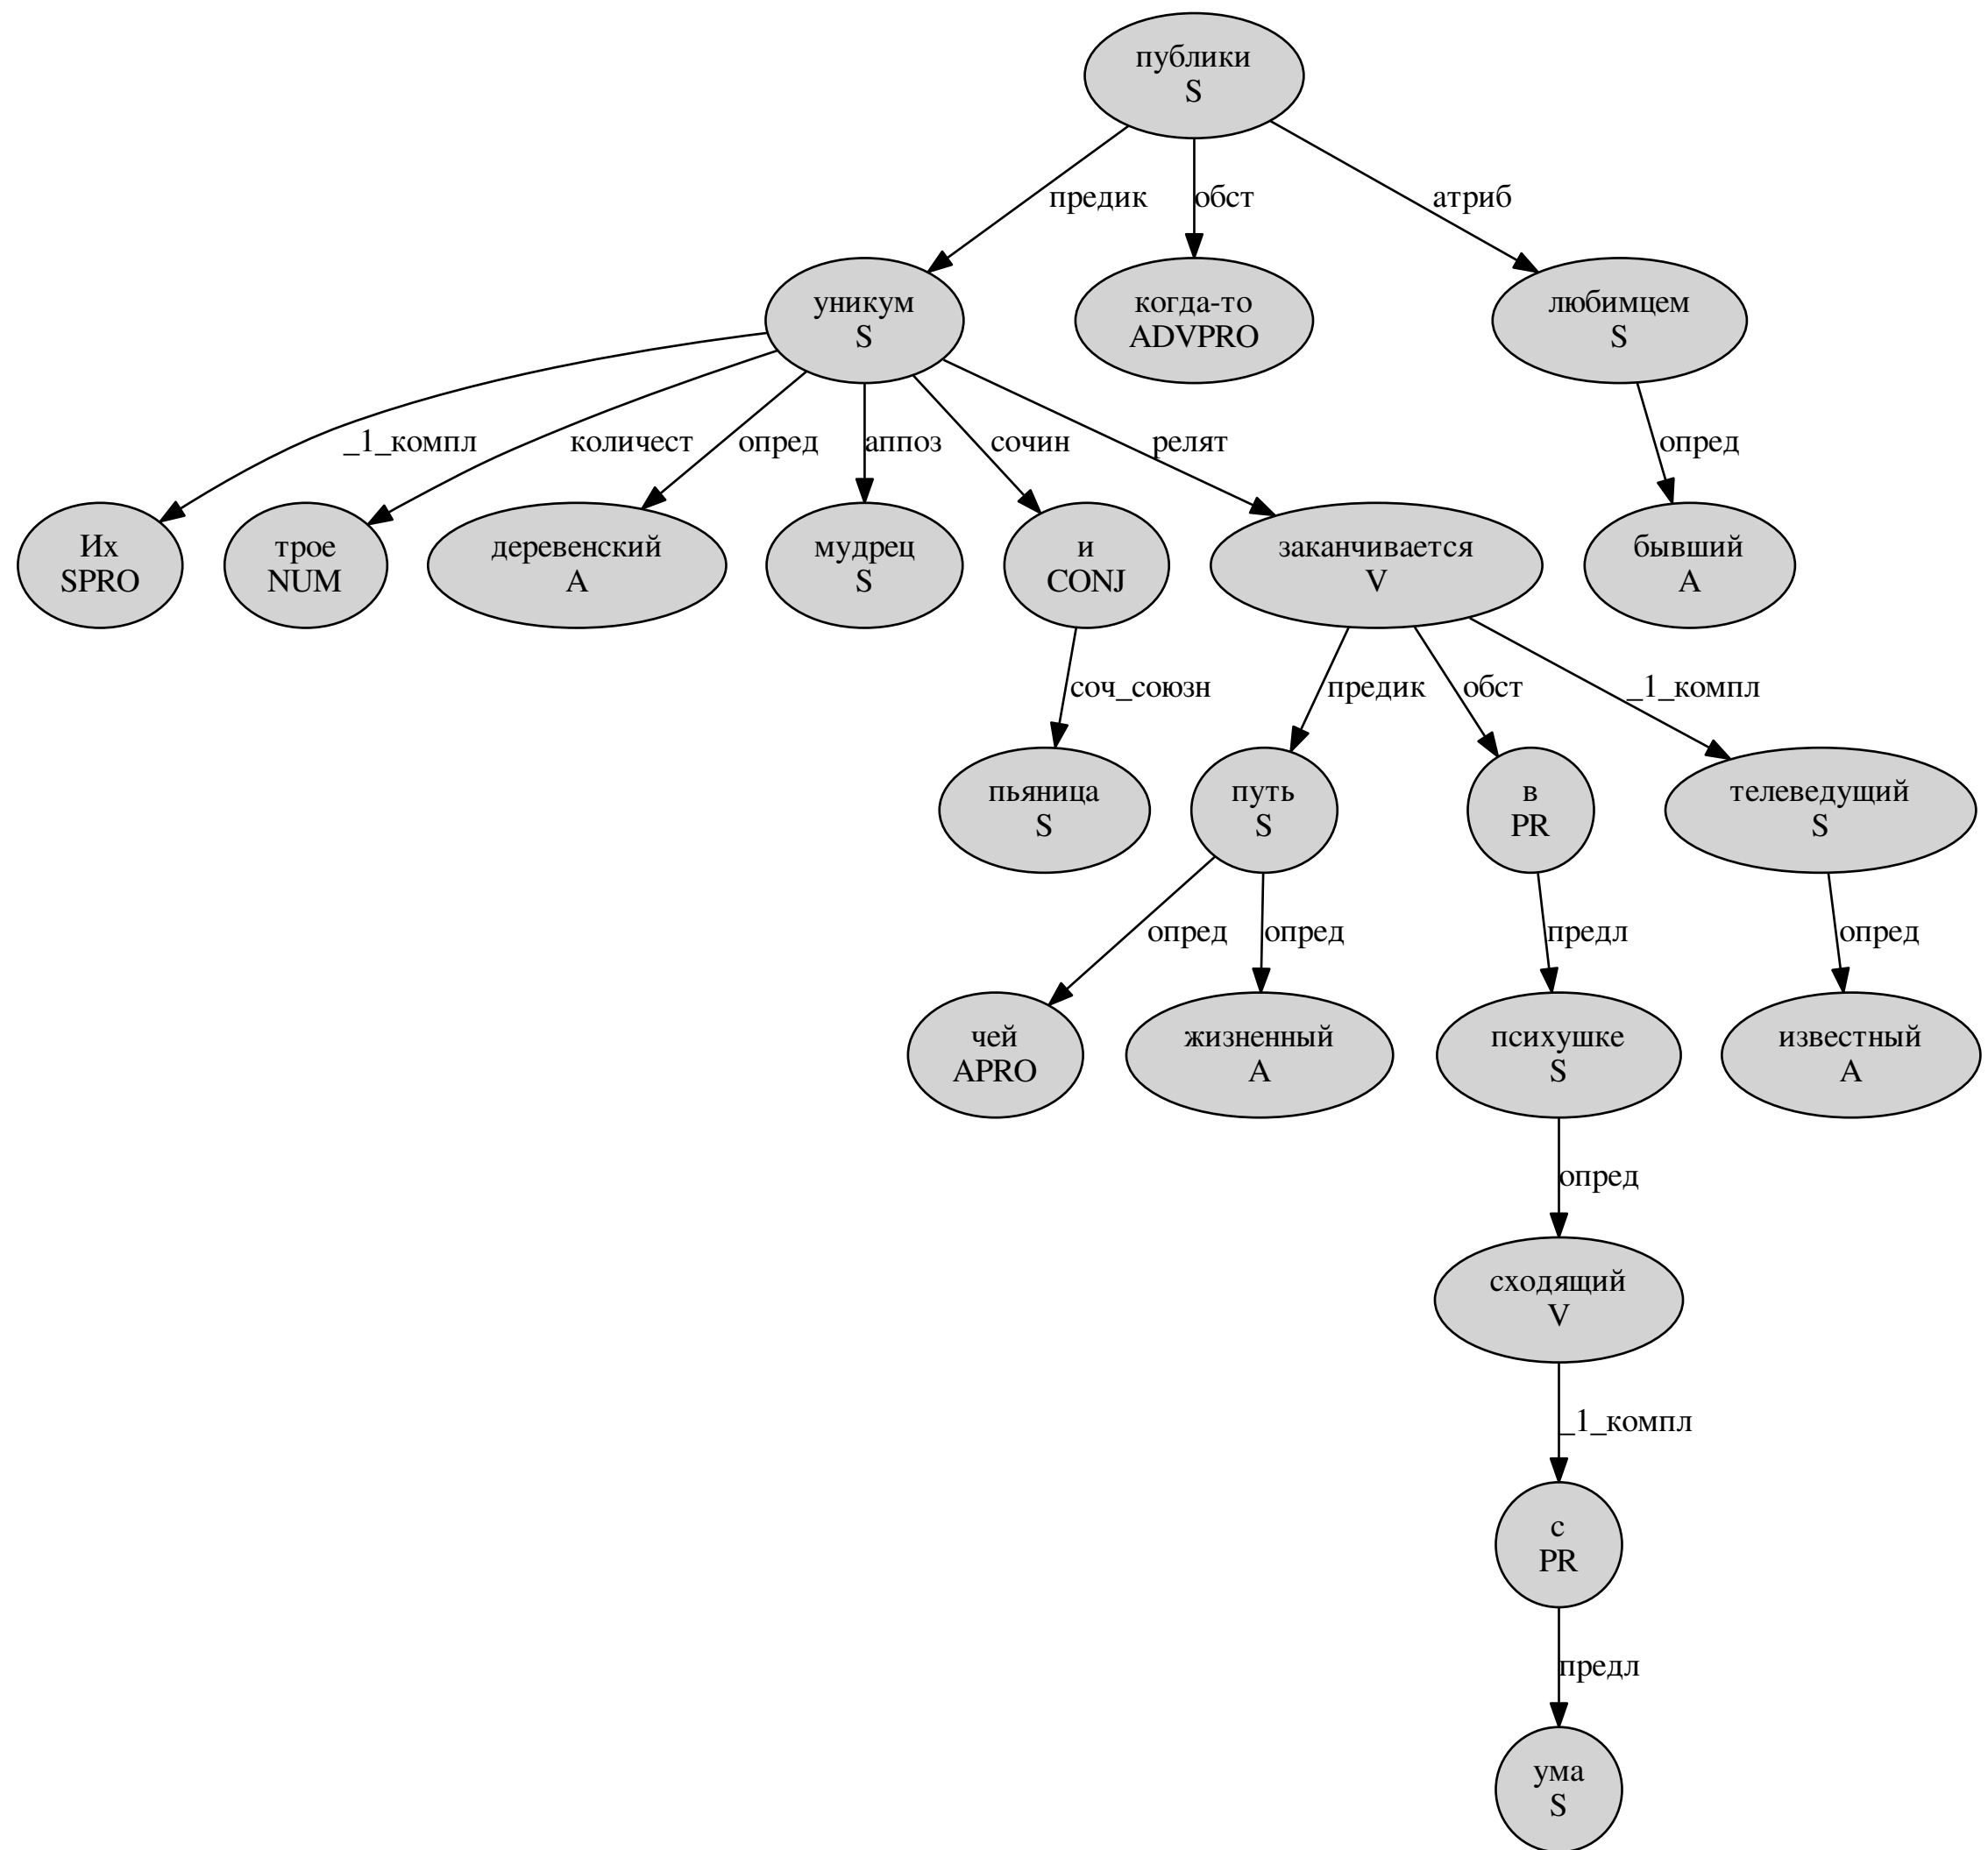 публики
S
предик
обст
атриб
уникум
S
когда-то
ADVPRO
любимцем
S
_1_компл
количест
опред
аппоз
сочин
релят
опред
Их
SPRO
трое
NUM
деревенский
A
мудрец
S
и
CONJ
заканчивается
V
бывший
A
соч_союзн
предик
обст
_1_компл
пьяница
S
путь
S
в
PR
телеведущий
S
опред
опред
предл
опред
чей
APRO
жизненный
A
психушке
S
известный
A
опред
сходящий
V
_1_компл
с
PR
предл
ума
S